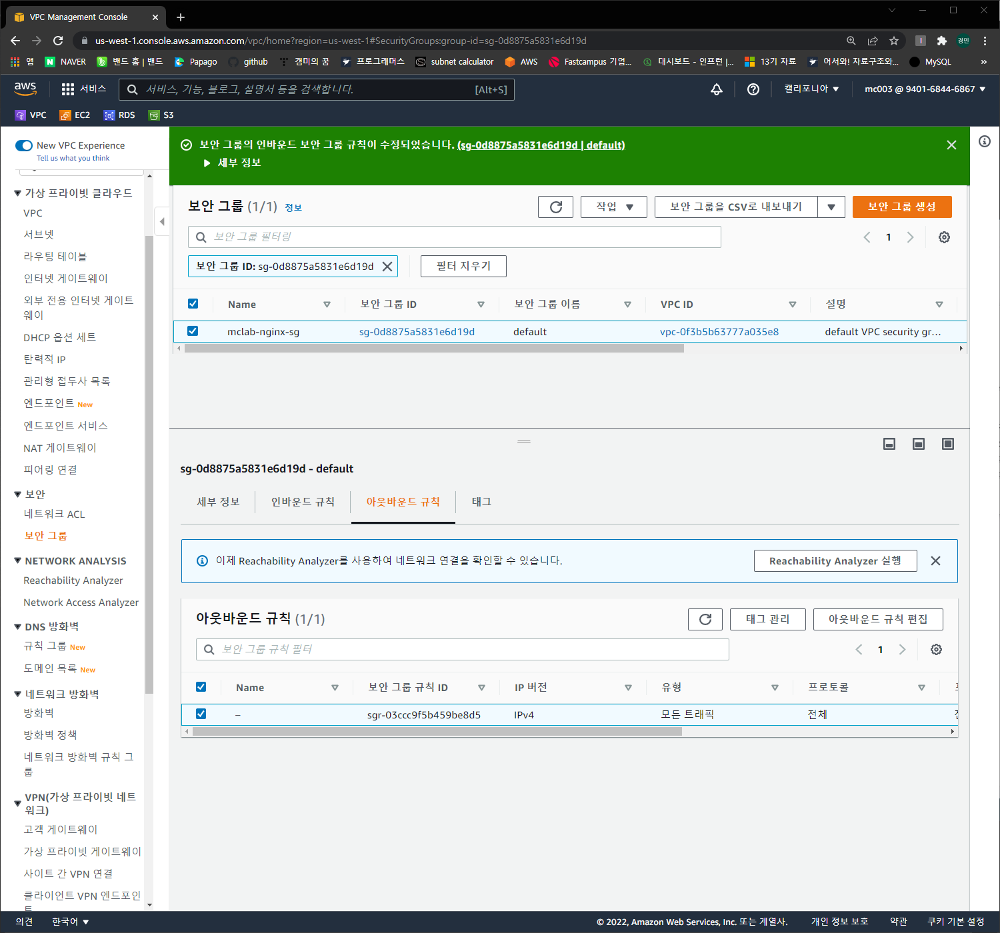 VPC Management Console
us-west-1.console.aws.amazon.com/vpc/home?region=us-west-1#SecurityGroups:group-id=sg-0d8875a5831e6d19d
경민
앱 NAVER 밴드 홈 | 밴드 Papago github 캠미의 꿈 프로그래머스 subnet calculator AWS Fastcampus 기업... 대시보드 - 인프런 |... 13기 자료 어서와! 자료구조와... MySQL »
aws 서비스 서비스, 기능, 블로그, 설명서 등을 검색합니다. [Alt+S] 캘리포니아 mc003 @ 9401-6844-6867
VPC EC2 RDS S3
New VPC Experience
Tell us what you think
가상 프라이빗 클라우드
VPC
서브넷
라우팅 테이블
인터넷 게이트웨이
외부 전용 인터넷 게이트
웨이
DHCP 옵션 세트
탄력적 IP
관리형 접두사 목록
엔드포인트 New
엔드포인트 서비스
NAT 게이트웨이
피어링 연결
보안
네트워크 ACL
보안 그룹
NETWORK ANALYSIS
Reachability Analyzer
Network Access Analyzer
DNS 방화벽
규칙 그룹 New
도메인 목록 New
네트워크 방화벽
방화벽
방화벽 정책
네트워크 방화벽 규칙 그
룹
VPN(가상 프라이빗 네트
워크)
고객 게이트웨이
가상 프라이빗 게이트웨이
사이트 간 VPN 연결
클라이언트 VPN 엔드포인
트
보안 그룹의 인바운드 보안 그룹 규칙이 수정되었습니다. (sg-0d8875a5831e6d19d | default)
세부 정보
보안 그룹 (1/1) 정보 작업 보안 그룹을 CSV로 내보내기 보안 그룹 생성
보안 그룹 필터링 1
보안 그룹 ID: sg-0d8875a5831e6d19d 필터 지우기
Name 보안 그룹 ID 보안 그룹 이름 VPC ID 설명
mclab-nginx-sg sg-0d8875a5831e6d19d default vpc-0f3b5b63777a035e8 default VPC security gr...
sg-0d8875a5831e6d19d - default
세부 정보 인바운드 규칙 아웃바운드 규칙 태그
이제 Reachability Analyzer를 사용하여 네트워크 연결을 확인할 수 있습니다. Reachability Analyzer 실행
아웃바운드 규칙 (1/1) 태그 관리 아웃바운드 규칙 편집
보안 그룹 규칙 필터 1
Name 보안 그룹 규칙 ID IP 버전 유형 프로토콜
– sgr-03ccc9f5b459be8d5 IPv4 모든 트래픽 전체
의견 한국어 © 2022, Amazon Web Services, Inc. 또는 계열사. 개인 정보 보호 약관 쿠키 기본 설정